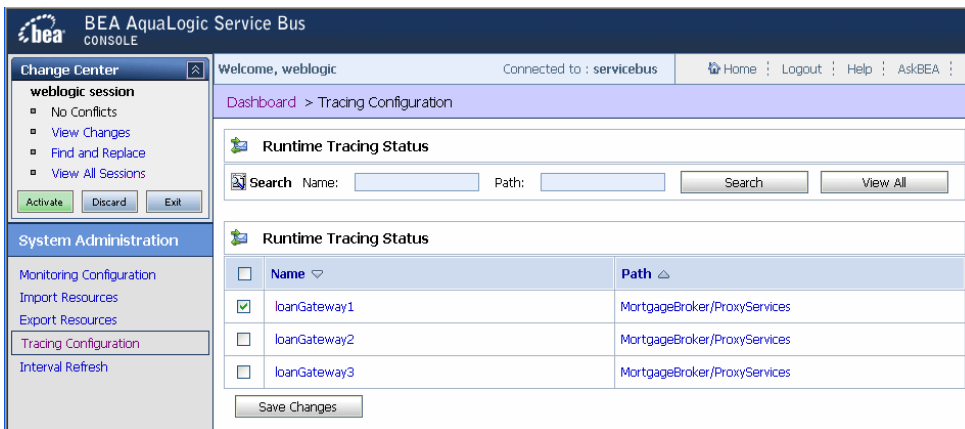 bea
BEA AquaLogic Service Bus
CONSOLE
Change Center
weblogic session
No Conflicts
View Changes
Find and Replace
View All Sessions
Activate Discard Exit
System Administration
Monitoring Configuration
Import Resources
Export Resources
Tracing Configuration
Interval Refresh
Welcome, weblogic Connected to : servicebus Home Logout Help AskBEA
Dashboard > Tracing Configuration
Runtime Tracing Status
Search Name: Path: Search View All
Runtime Tracing Status
Name Path
loanGateway1 MortgageBroker/ProxyServices
loanGateway2 MortgageBroker/ProxyServices
loanGateway3 MortgageBroker/ProxyServices
Save Changes